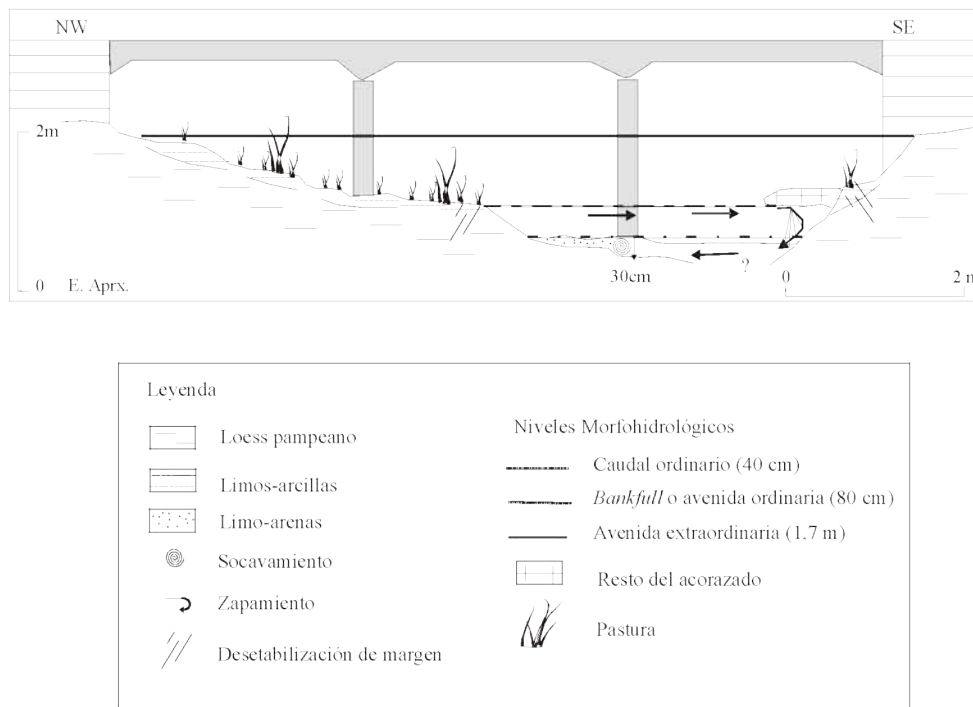 NW
SE
2m
0 E. Aprx.
30cm
?
0
2 m
Leyenda
Loess pampeano
Limos-arcillas
Limo-arenas
Socavamiento
Zapamiento
Desetabilización de margen
Niveles Morfohidrológicos
Caudal ordinario (40 cm)
Bankfull o avenida ordinaria (80 cm)
Avenida extraordinaria (1,7 m)
Resto del acorazado
Pastura